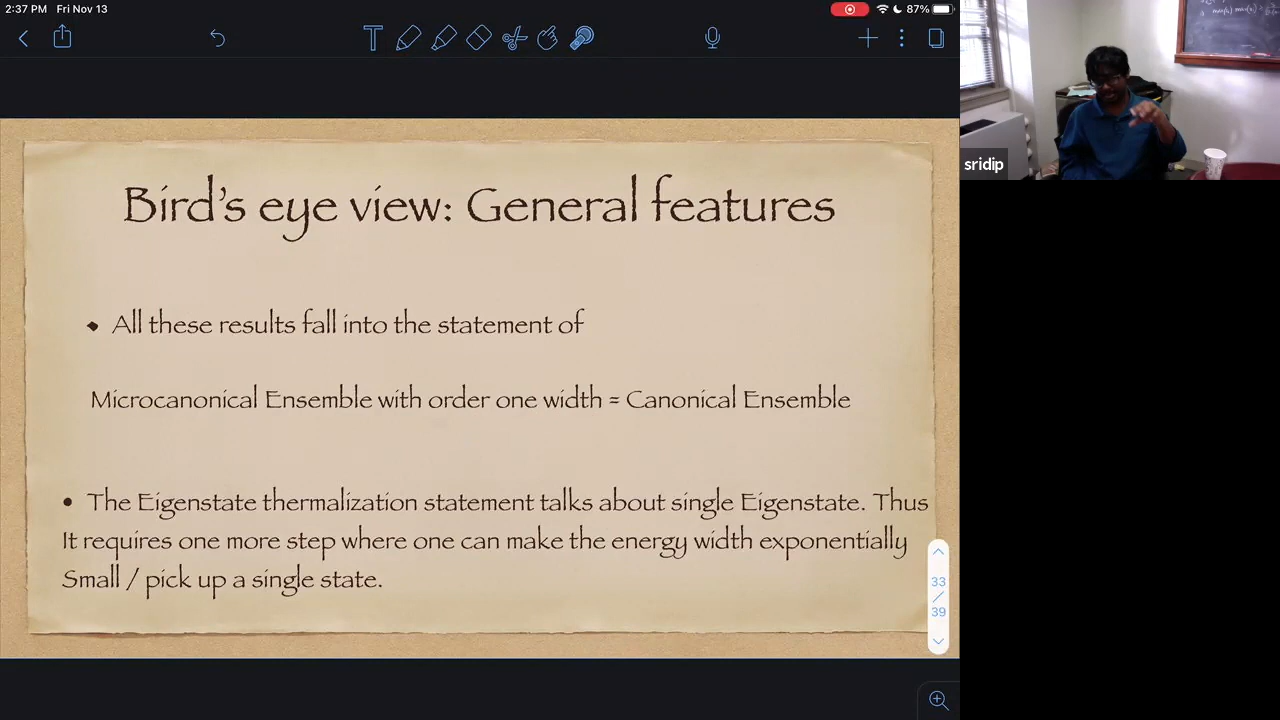 2:37 PM Fri Nov 13
87%
Bird's eye view: General features
• All these results fall into the statement of
Microcanonical Ensemble with order one width = Canonical Ensemble
• The Eigenstate thermalization statement talks about single Eigenstate. Thus
It requires one more step where one can make the energy width exponentially
Small / pick up a single state.
33
/
39
sridip